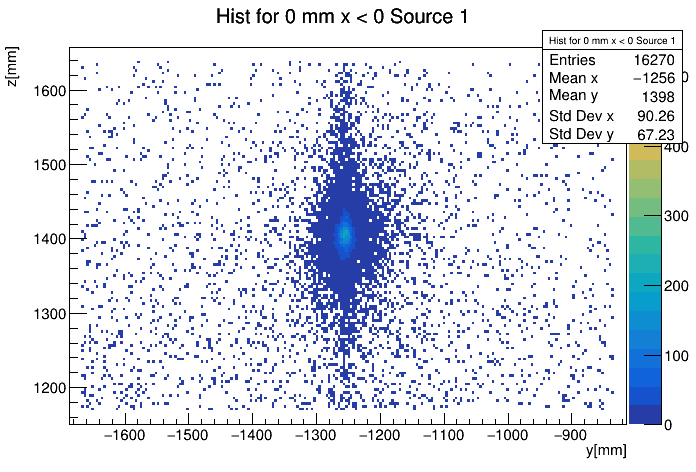 Hist for 0 mm x < 0 Source 1
Hist for 0 mm x < 0 Source 1
Entries 16270
Mean x −1256
Mean y 1398
Std Dev x 90.26
Std Dev y 67.23
z[mm]
1600
1500
1400
1300
1200
−1600 −1500 −1400 −1300 −1200 −1100 −1000 −900
y[mm]
400
300
200
100
0